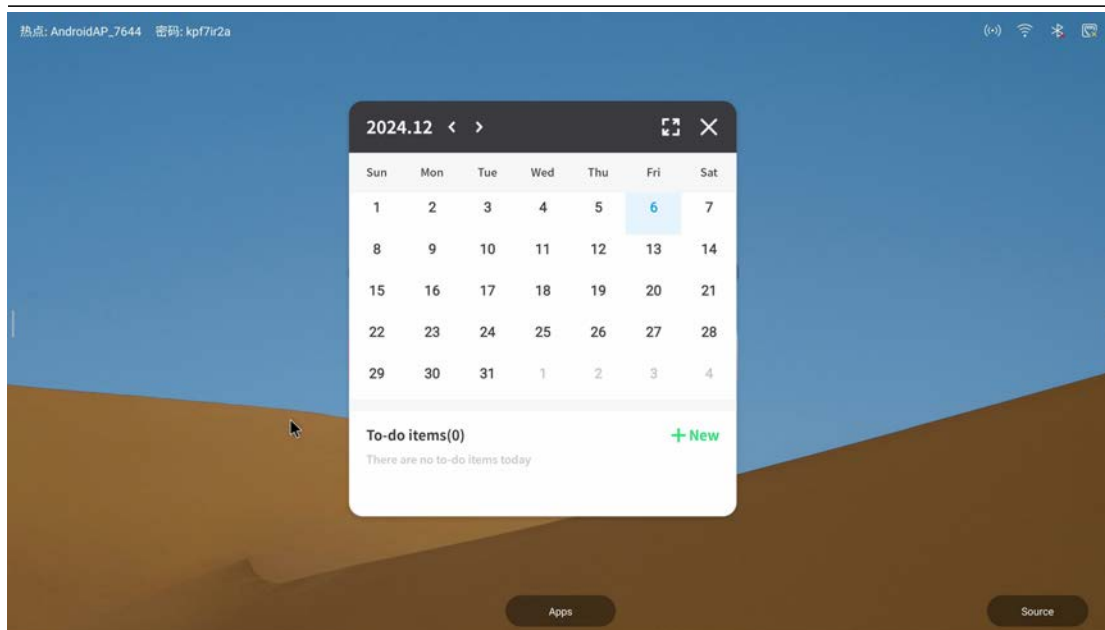 热点: AndroidAP_7644 密码: kpf7ir2a
2024.12 < >
Sun Mon Tue Wed Thu Fri Sat
1 2 3 4 5 6 7
8 9 10 11 12 13 14
15 16 17 18 19 20 21
22 23 24 25 26 27 28
29 30 31 1 2 3 4
To-do items(0) + New
There are no to-do items today
Apps Source